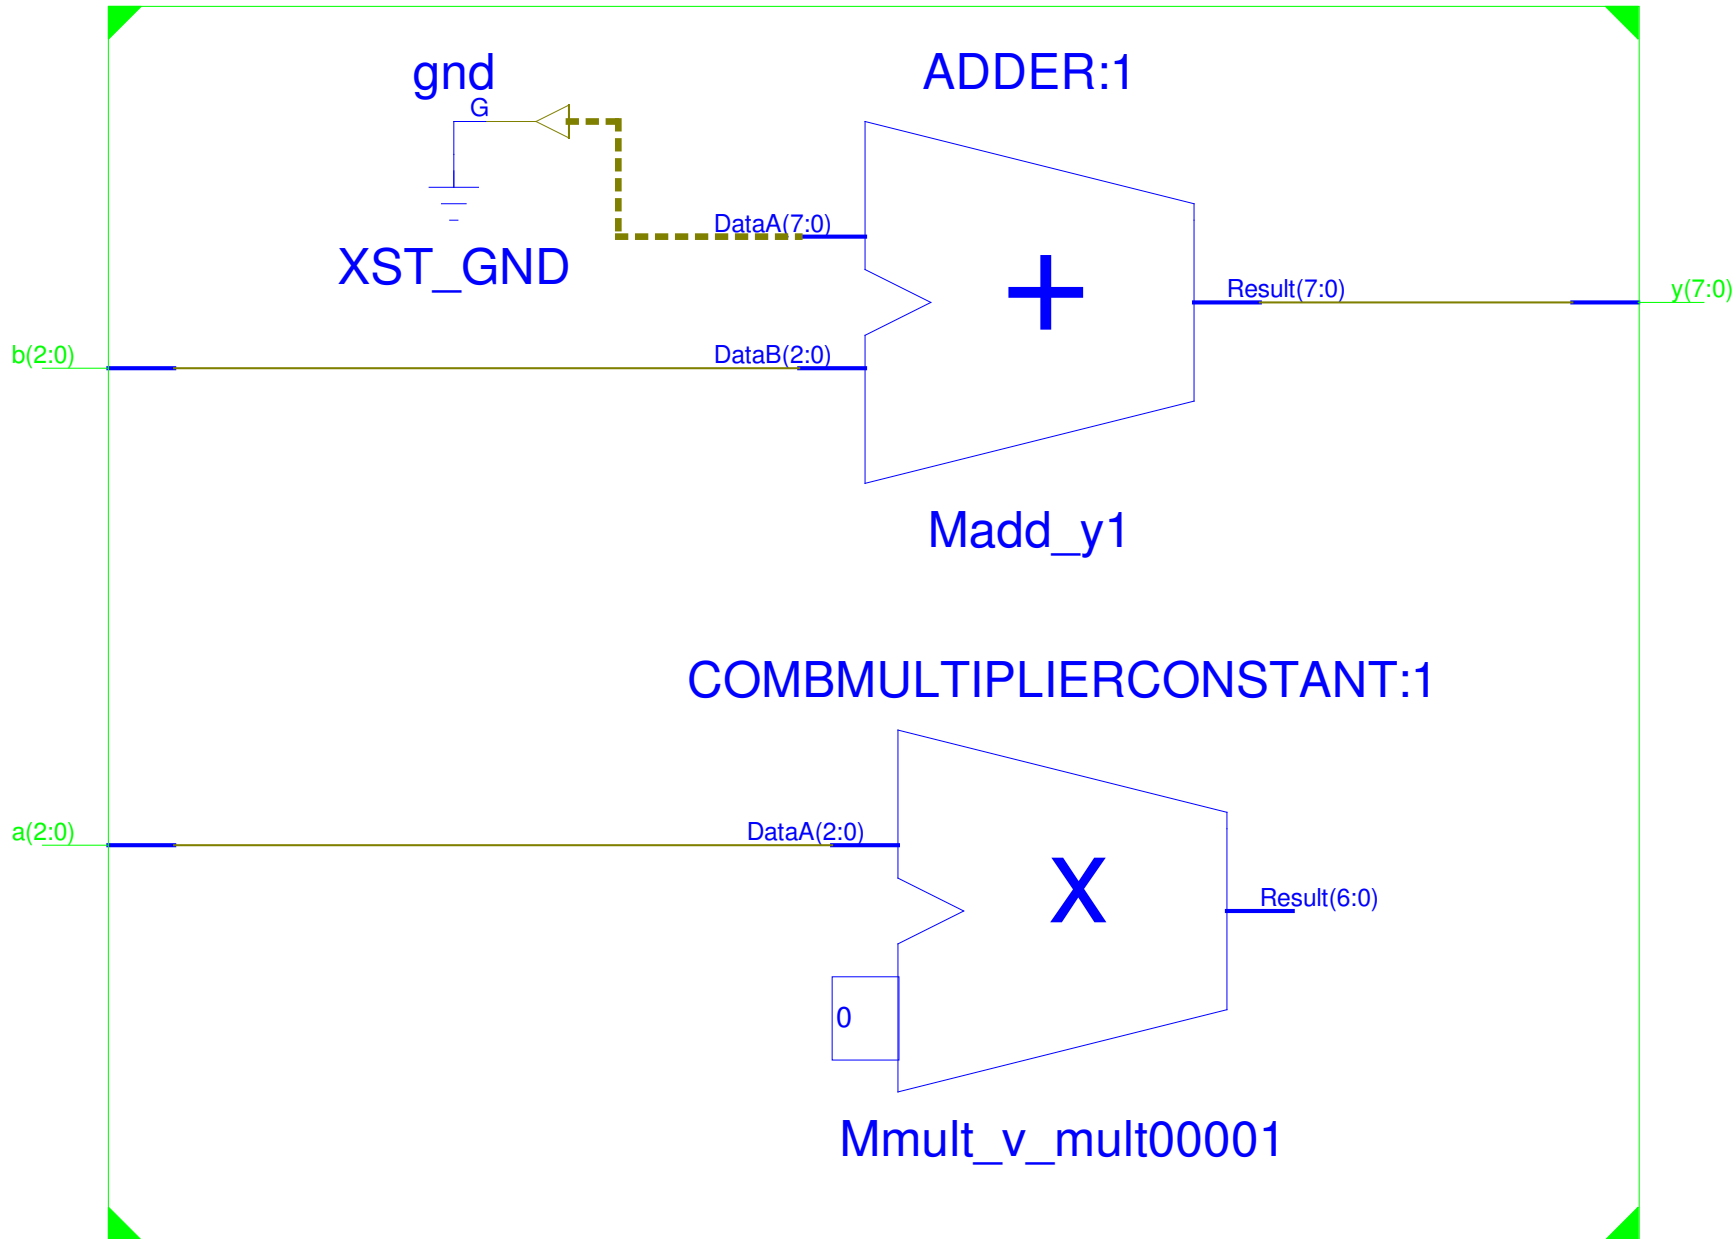 gnd
ADDER:1
G
DataA(7:0)
XST_GND
Result(7:0)
y(7:0)
b(2:0)
DataB(2:0)
+
Madd_y1
COMBMULTIPLIERCONSTANT:1
a(2:0)
DataA(2:0)
X
Result(6:0)
0
Mmult_v_mult00001